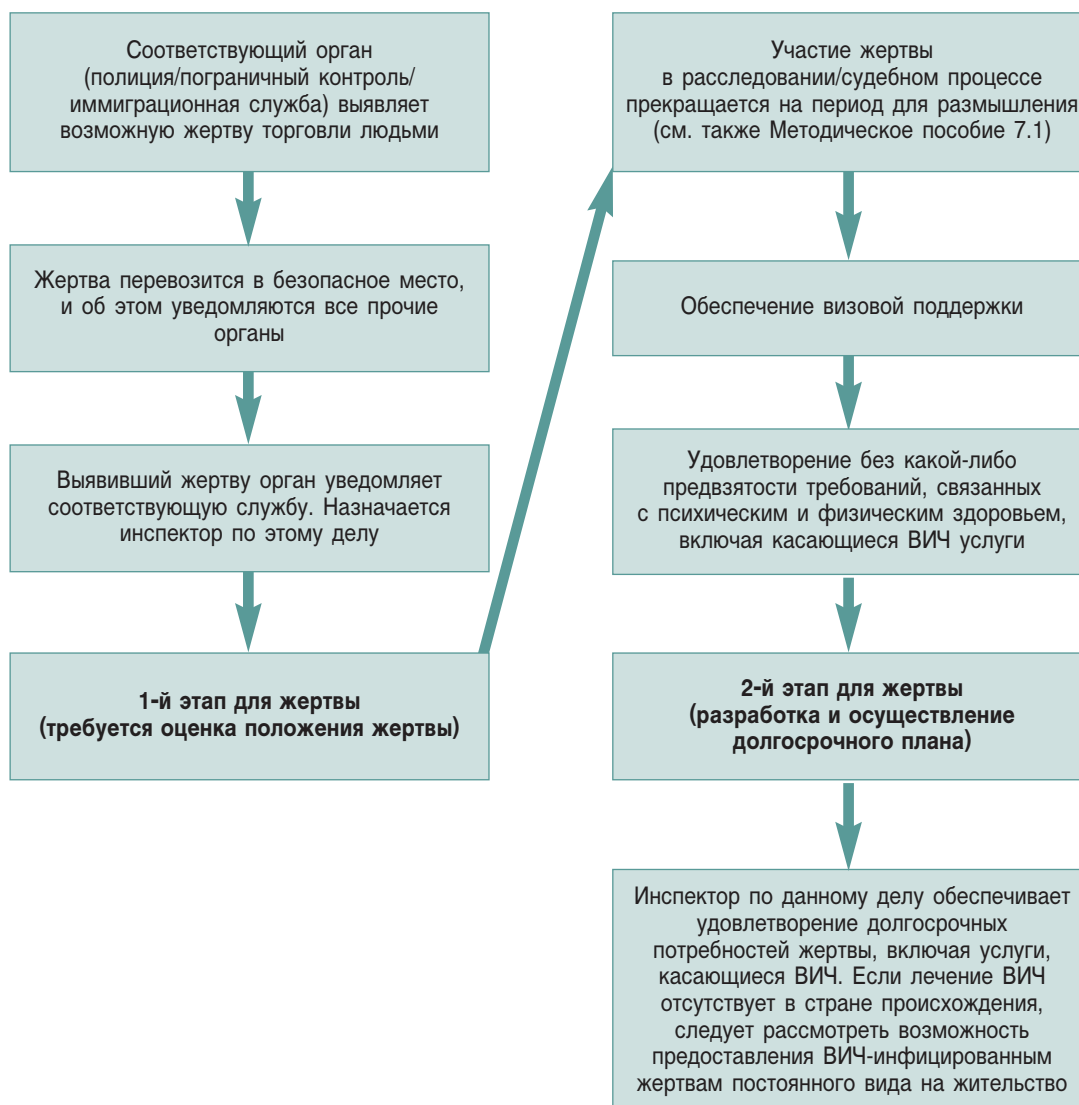 Соответствующий орган
(полиция/пограничный контроль/
иммиграционная служба) выявляет
возможную жертву торговли людьми
Жертва перевозится в безопасное место,
и об этом уведомляются все прочие
органы
Выявивший жертву орган уведомляет
соответствующую службу. Назначается
инспектор по этому делу
1-й этап для жертвы
(требуется оценка положения жертвы)
Участие жертвы
в расследовании/судебном процессе
прекращается на период для размышления
(см. также Методическое пособие 7.1)
Обеспечение визовой поддержки
Удовлетворение без какой-либо
предвзятости требований, связанных
с психическим и физическим здоровьем,
включая касающиеся ВИЧ услуги
2-й этап для жертвы
(разработка и осуществление
долгосрочного плана)
Инспектор по данному делу обеспечивает
удовлетворение долгосрочных
потребностей жертвы, включая услуги,
касающиеся ВИЧ. Если лечение ВИЧ
отсутствует в стране происхождения,
следует рассмотреть возможность
предоставления ВИЧ-инфицированным
жертвам постоянного вида на жительство